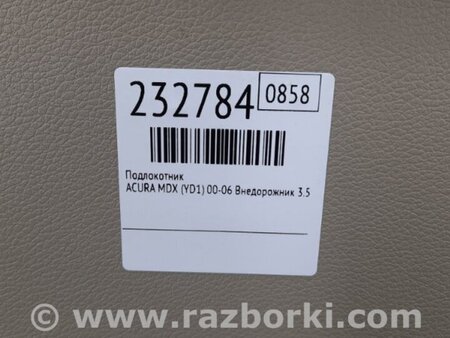 232784 0858
Подлокотник
ACURA MDX (YD1) 00-06 Внедорожник 3.5
© www.razborki.com